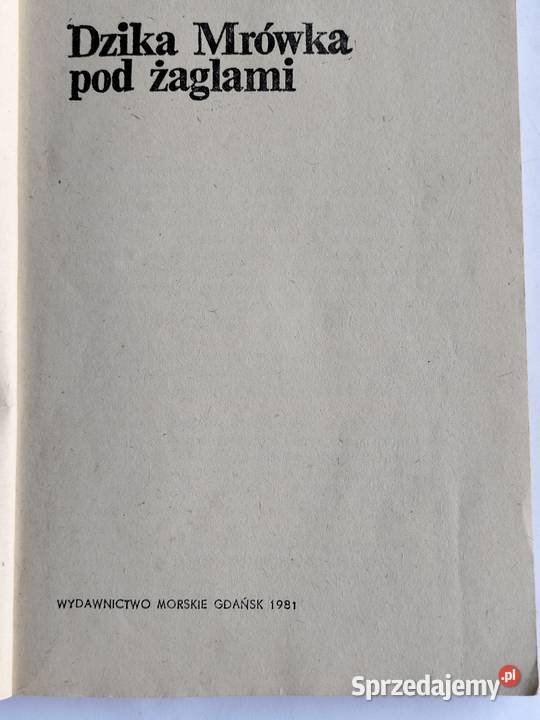 Dzika Mrówka
pod żaglami
WYDAWNICTWO MORSKIE GDAŃSK 1981
Sprzedajemy.pl